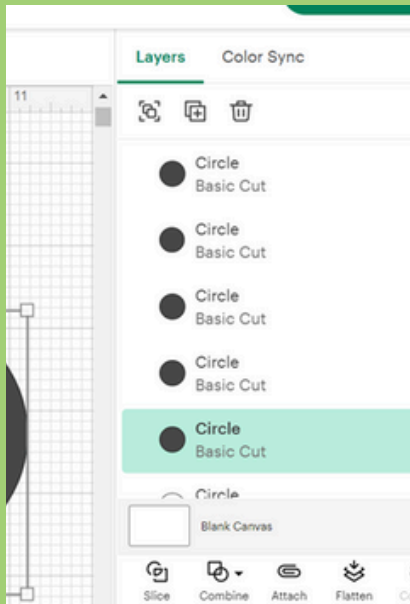 Layers Color Sync
11
Circle
Basic Cut
Circle
Basic Cut
Circle
Basic Cut
Circle
Basic Cut
Circle
Basic Cut
Circle
Blank Canvas
Slice Combine Attach Flatten